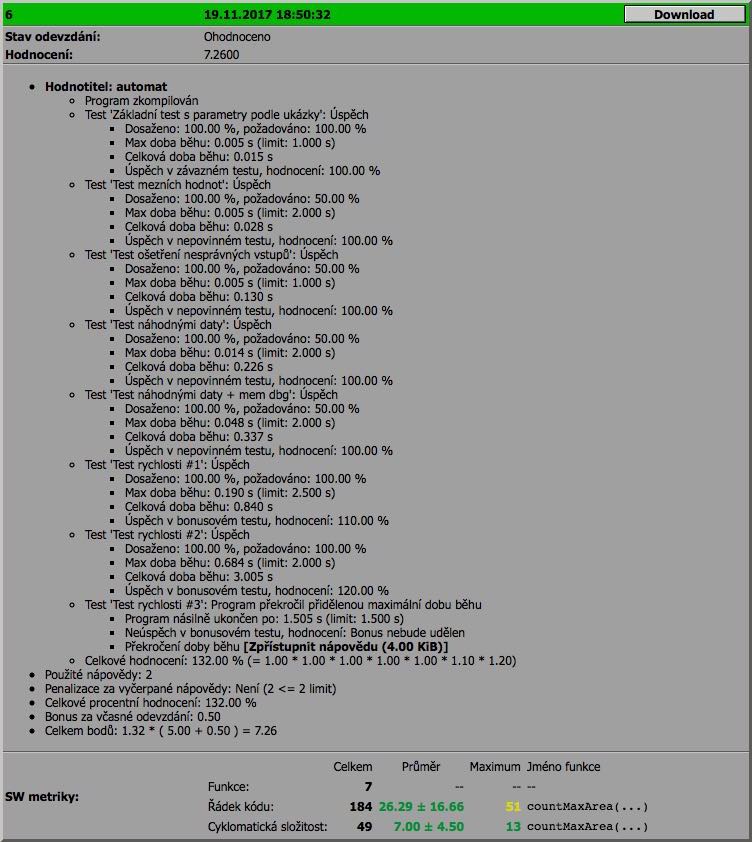 6 19.11.2017 18:50:32 Download
Stav odevzdání: Ohodnoceno
Hodnocení: 7.2600
Hodnotitel: automat
Program zkompilován
Test 'Základní test s parametry podle ukázky': Úspěch
Dosaženo: 100.00 %, požadováno: 100.00 %
Max doba běhu: 0.005 s (limit: 1.000 s)
Celková doba běhu: 0.015 s
Úspěch v závazném testu, hodnocení: 100.00 %
Test 'Test mezních hodnot': Úspěch
Dosaženo: 100.00 %, požadováno: 50.00 %
Max doba běhu: 0.005 s (limit: 2.000 s)
Celková doba běhu: 0.028 s
Úspěch v nepovinném testu, hodnocení: 100.00 %
Test 'Test ošetření nesprávných vstupů': Úspěch
Dosaženo: 100.00 %, požadováno: 50.00 %
Max doba běhu: 0.005 s (limit: 1.000 s)
Celková doba běhu: 0.130 s
Úspěch v nepovinném testu, hodnocení: 100.00 %
Test 'Test náhodnými daty': Úspěch
Dosaženo: 100.00 %, požadováno: 50.00 %
Max doba běhu: 0.014 s (limit: 2.000 s)
Celková doba běhu: 0.226 s
Úspěch v nepovinném testu, hodnocení: 100.00 %
Test 'Test náhodnými daty + mem dbg': Úspěch
Dosaženo: 100.00 %, požadováno: 50.00 %
Max doba běhu: 0.048 s (limit: 2.000 s)
Celková doba běhu: 0.337 s
Úspěch v nepovinném testu, hodnocení: 100.00 %
Test 'Test rychlosti #1': Úspěch
Dosaženo: 100.00 %, požadováno: 100.00 %
Max doba běhu: 0.190 s (limit: 2.500 s)
Celková doba běhu: 0.840 s
Úspěch v bonusovém testu, hodnocení: 110.00 %
Test 'Test rychlosti #2': Úspěch
Dosaženo: 100.00 %, požadováno: 100.00 %
Max doba běhu: 0.684 s (limit: 2.000 s)
Celková doba běhu: 3.005 s
Úspěch v bonusovém testu, hodnocení: 120.00 %
Test 'Test rychlosti #3': Program překročil přidělenou maximální dobu běhu
Program násilně ukončen po: 1.505 s (limit: 1.500 s)
Neúspěch v bonusovém testu, hodnocení: Bonus nebude udělen
Překročení doby běhu [Zpřístupnit nápovědu (4.00 KiB)]
Celkové hodnocení: 132.00 % (= 1.00 * 1.00 * 1.00 * 1.00 * 1.00 * 1.10 * 1.20)
Použité nápovědy: 2
Penalizace za vyčerpané nápovědy: Není (2 <= 2 limit)
Celkové procentní hodnocení: 132.00 %
Bonus za včasné odevzdání: 0.50
Celkem bodů: 1.32 * ( 5.00 + 0.50 ) = 7.26
Celkem Průměr Maximum Jméno funkce
SW metriky:
Funkce: 7 -- -- --
Řádek kódu: 184 26.29 ± 16.66 51 countMaxArea(...)
Cyklomatická složitost: 49 7.00 ± 4.50 13 countMaxArea(...)